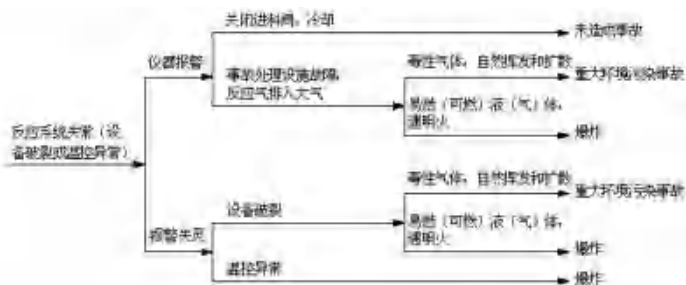 关闭进料阀，冷却
未造成事故
仪器报警
事故处理设施故障，
反应气排入大气
毒性气体，自然挥发和扩散
重大环境污染事故
易燃（可燃）液（气）体，
遇明火
爆炸
反应系统失常（设
备破裂或温控异常）
毒性气体，自然挥发和扩散
重大环境污染事故
设备破裂
易燃（可燃）液（气）体，
遇明火
报警失灵
爆炸
温控异常
爆炸